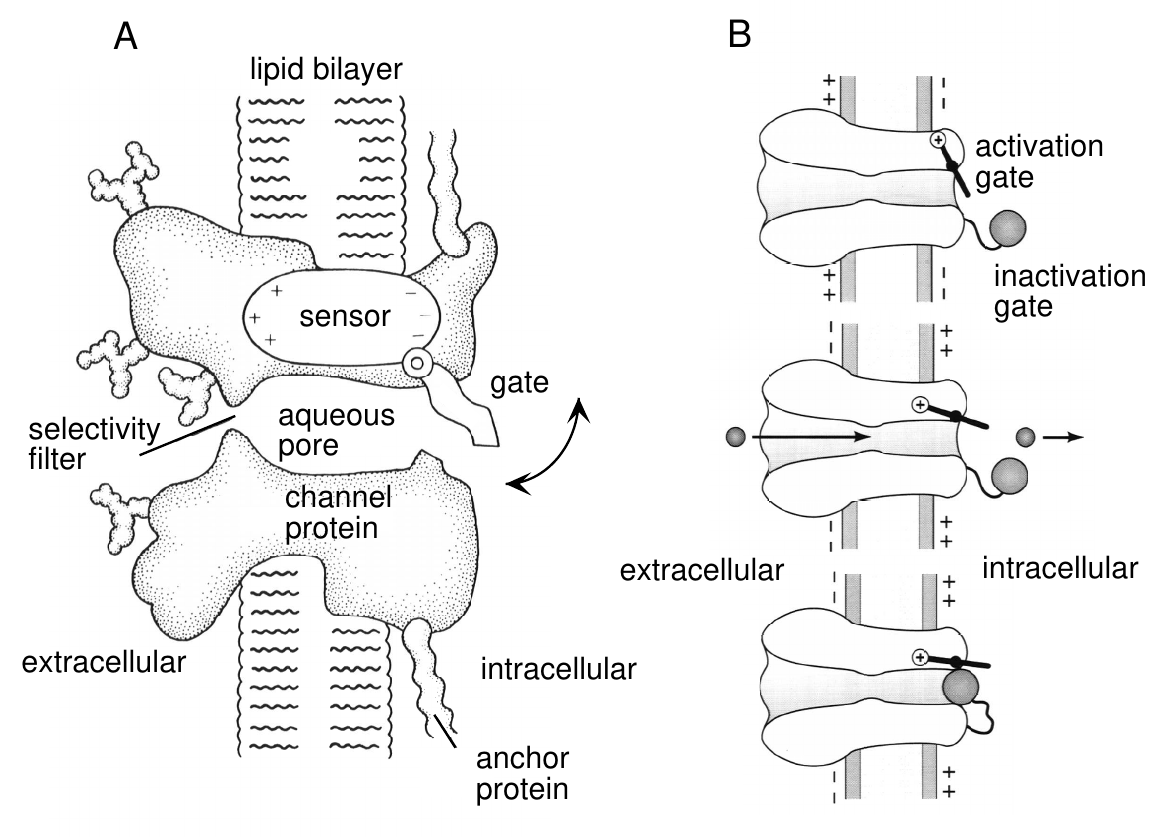 A
lipid bilayer
+ −
+ sensor
+ −
gate
aqueous
pore
selectivity
filter
channel
protein
extracellular
intracellular
anchor
protein
B
+
+
+
activation
gate
inactivation
gate
+
+
+
+
+
+
+
extracellular
intracellular
+
+
+
+
+